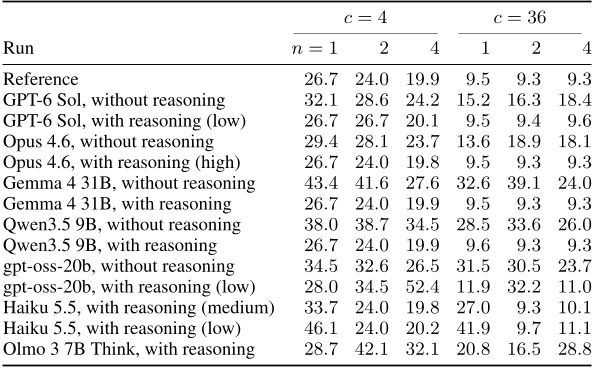 c = 4 c = 36
Run n = 1 2 4 1 2 4
Reference 26.7 24.0 19.9 9.5 9.3 9.3
GPT-6 Sol, without reasoning 32.1 28.6 24.2 15.2 16.3 18.4
GPT-6 Sol, with reasoning (low) 26.7 26.7 20.1 9.5 9.4 9.6
Opus 4.6, without reasoning 29.4 28.1 23.7 13.6 18.9 18.1
Opus 4.6, with reasoning (high) 26.7 24.0 19.8 9.5 9.3 9.3
Gemma 4 31B, without reasoning 43.4 41.6 27.6 32.6 39.1 24.0
Gemma 4 31B, with reasoning 26.7 24.0 19.9 9.5 9.3 9.3
Qwen3.5 9B, without reasoning 38.0 38.7 34.5 28.5 33.6 26.0
Qwen3.5 9B, with reasoning 26.7 24.0 19.9 9.6 9.3 9.3
gpt-oss-20b, without reasoning 34.5 32.6 26.5 31.5 30.5 23.7
gpt-oss-20b, with reasoning (low) 28.0 34.5 52.4 11.9 32.2 11.0
Haiku 5.5, with reasoning (medium) 33.7 24.0 19.8 27.0 9.3 10.1
Haiku 5.5, with reasoning (low) 46.1 24.0 20.2 41.9 9.7 11.1
Olmo 3 7B Think, with reasoning 28.7 42.1 32.1 20.8 16.5 28.8